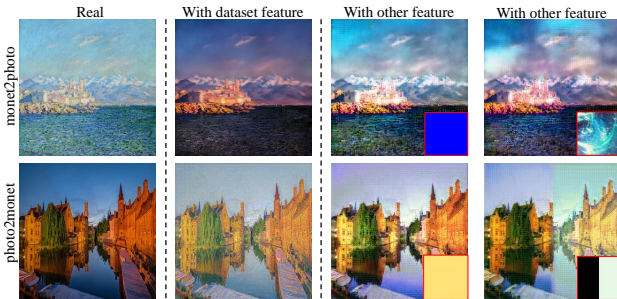 Real
With dataset feature
With other feature
With other feature
monet2photo
photo2monet